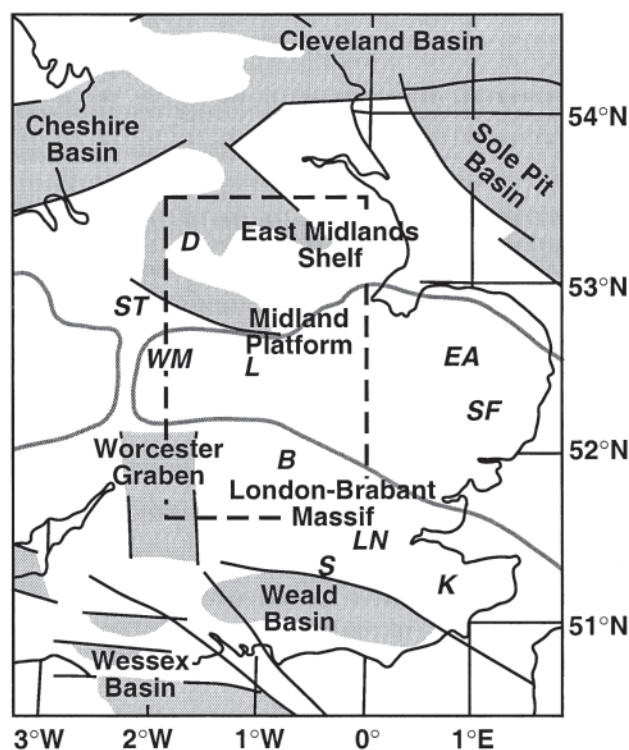 Cleveland Basin
54°N
Cheshire
Basin
Sole Pit
Basin
D
East Midlands
Shelf
53°N
ST
Midland
Platform
WM
L
EA
SF
52°N
Worcester
Graben
B
London-Brabant
Massif
LN
S
K
Weald
Basin
51°N
Wessex
Basin
3°W 2°W 1°W 0° 1°E